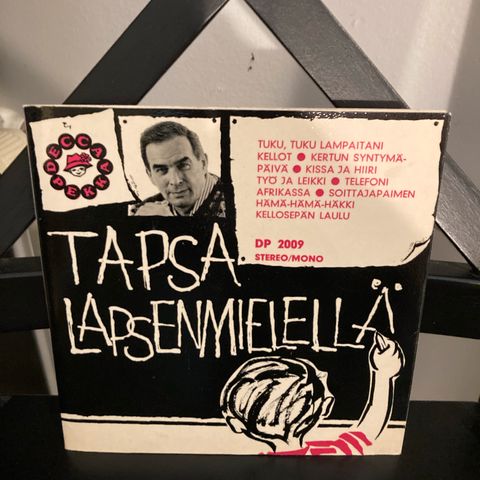 DECCA
PEKKA
TUKU, TUKU LAMPAITANI
KELLOT ● KERTUN SYNTYMÄ-
PÄIVÄ ● KISSA JA HIIRI
TYÖ JA LEIKKI ● TELEFONI
AFRIKASSA ● SOITTAJAPAIMEN
HÄMÄ-HÄMÄ-HÄKKI
KELLOSEPÄN LAULU
DP 2009
STEREO/MONO
TAPSA
LAPSENMIELELLÄ